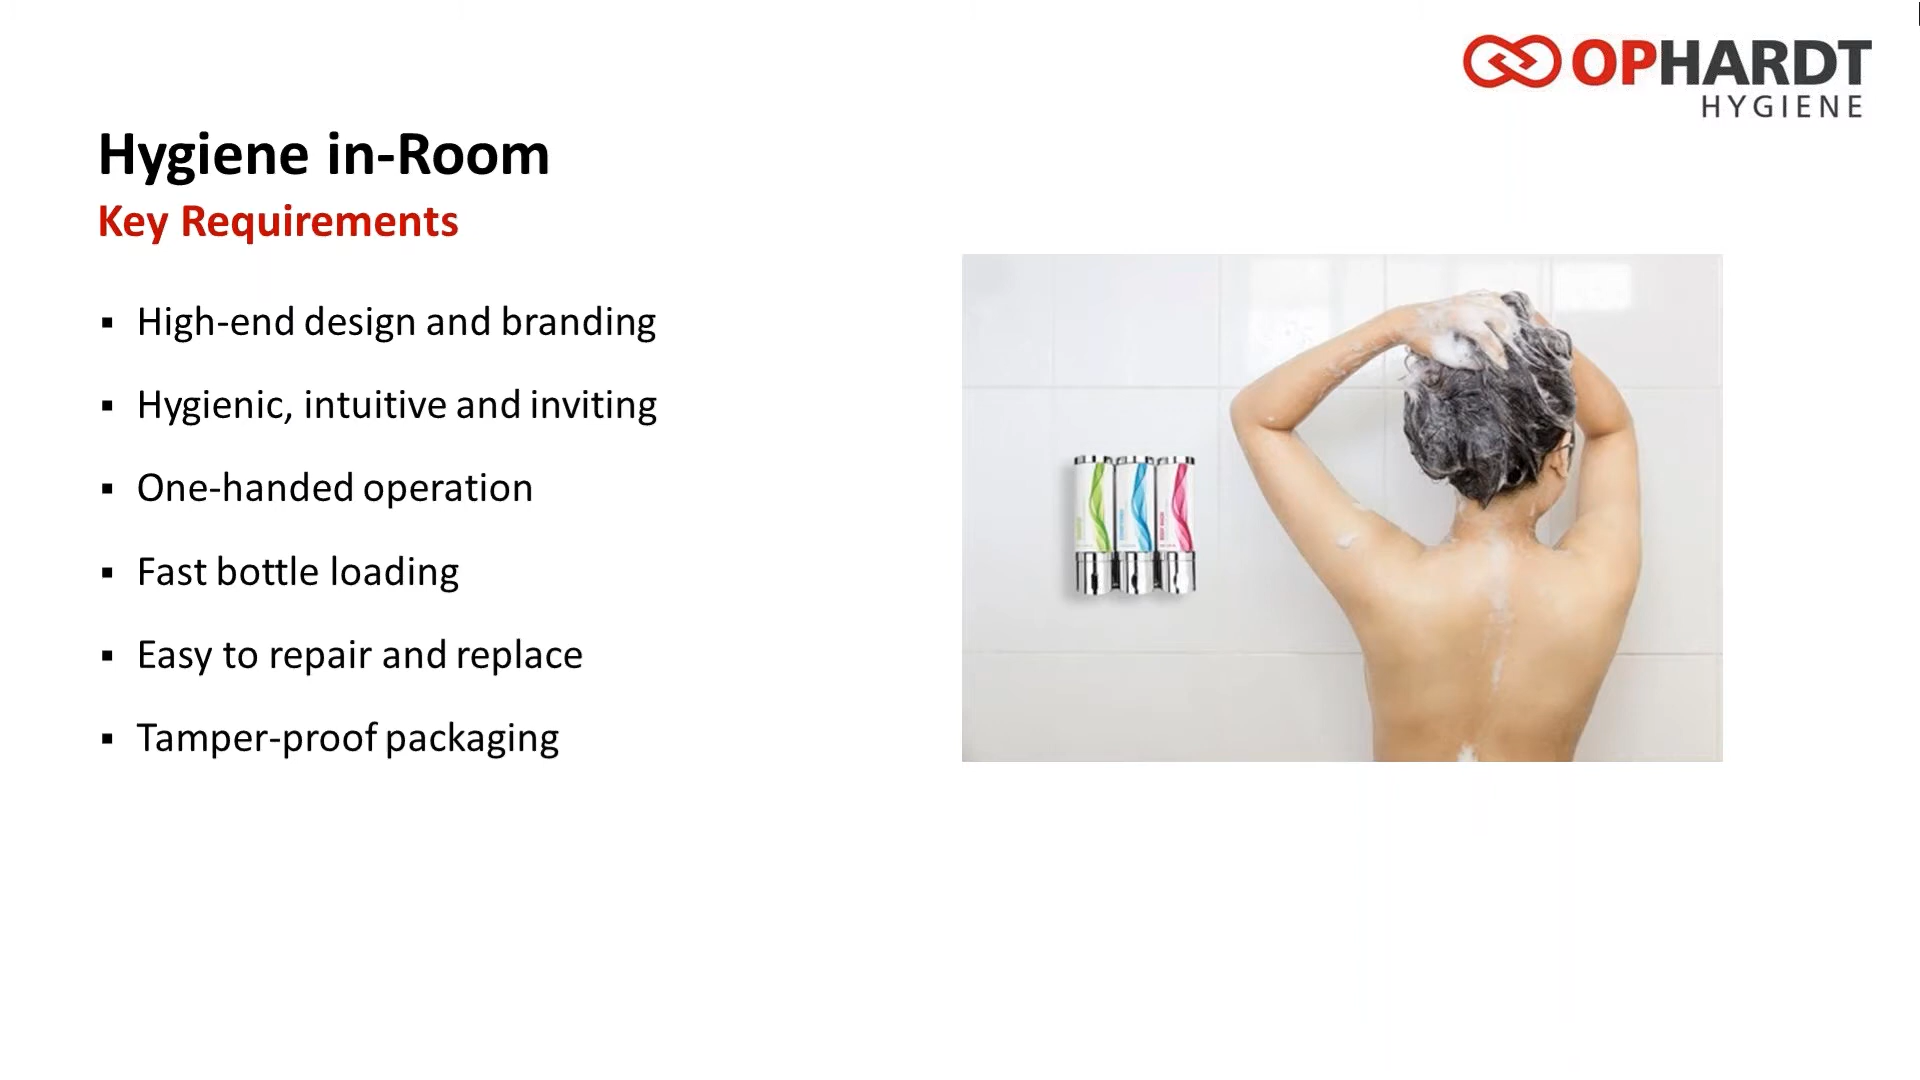 OPHARDT
HYGIENE
Hygiene in-Room
Key Requirements
▪ High-end design and branding
▪ Hygienic, intuitive and inviting
▪ One-handed operation
▪ Fast bottle loading
▪ Easy to repair and replace
▪ Tamper-proof packaging